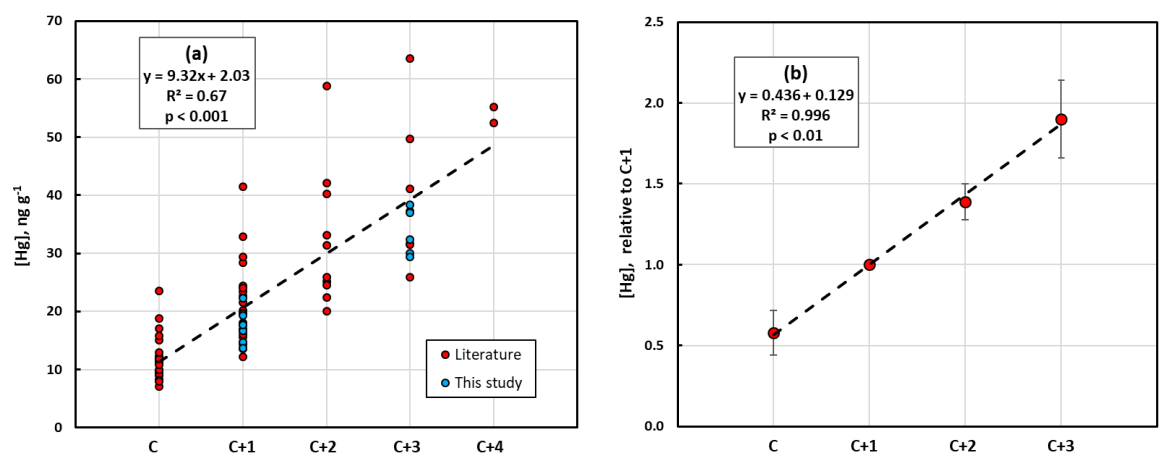 70
60
50
40
30
20
10
0
[Hg], ng g⁻¹
(a)
y = 9.32x + 2.03
R² = 0.67
p < 0.001
Literature
This study
C C+1 C+2 C+3 C+4
2.5
2.0
1.5
1.0
0.5
0.0
[Hg], relative to C+1
(b)
y = 0.436 + 0.129
R² = 0.996
p < 0.01
C C+1 C+2 C+3